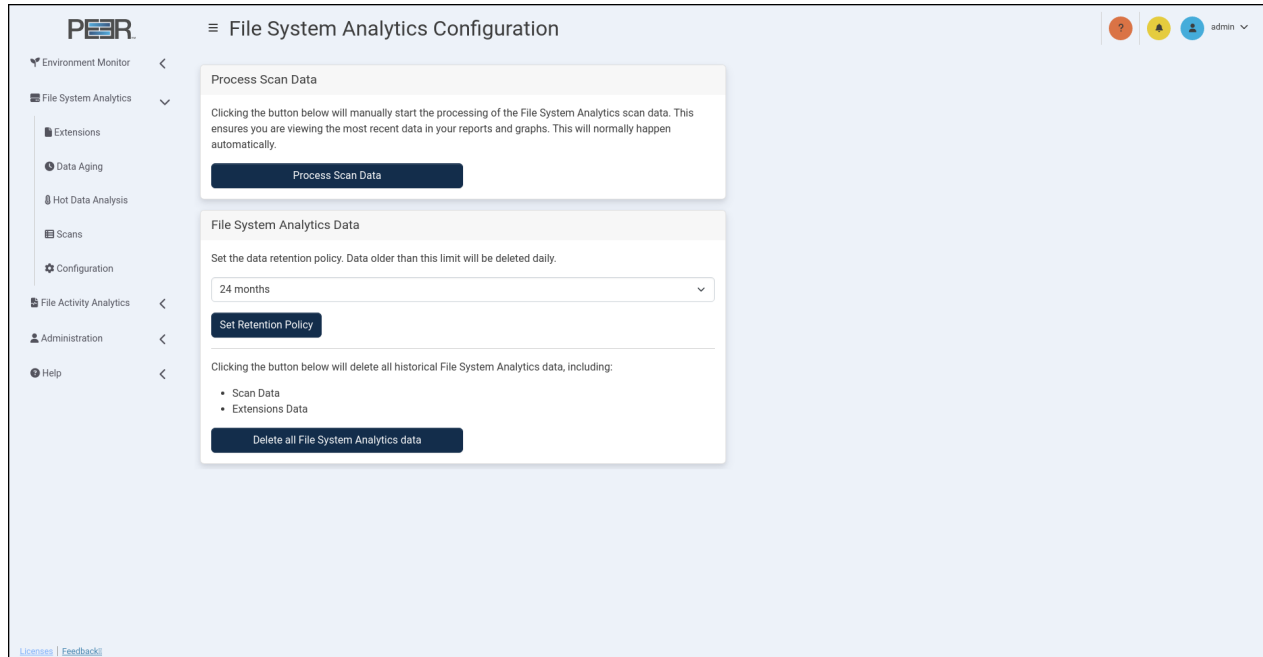 PEER
≡ File System Analytics Configuration
?
admin
Environment Monitor
File System Analytics
Extensions
Data Aging
Hot Data Analysis
Scans
Configuration
File Activity Analytics
Administration
Help
Process Scan Data
Clicking the button below will manually start the processing of the File System Analytics scan data. This
ensures you are viewing the most recent data in your reports and graphs. This will normally happen
automatically.
Process Scan Data
File System Analytics Data
Set the data retention policy. Data older than this limit will be deleted daily.
24 months
Set Retention Policy
Clicking the button below will delete all historical File System Analytics data, including:
• Scan Data
• Extensions Data
Delete all File System Analytics data
Licenses | Feedback